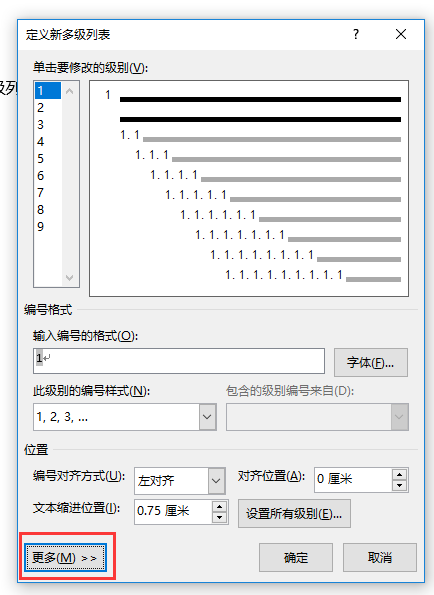 定义新多级列表 ? ×
单击要修改的级别(V):
级列
1
2
3
4
5
6
7
8
9
1
1.1
1.1.1
1.1.1.1
1.1.1.1.1
1.1.1.1.1.1
1.1.1.1.1.1.1
1.1.1.1.1.1.1.1
1.1.1.1.1.1.1.1.1
编号格式
输入编号的格式(O):
1↵ 字体(F)...
此级别的编号样式(N): 包含的级别编号来自(D):
1, 2, 3, ...
位置
编号对齐方式(U): 左对齐 对齐位置(A): 0 厘米
文本缩进位置(I): 0.75 厘米 设置所有级别(E)...
更多(M) >> 确定 取消